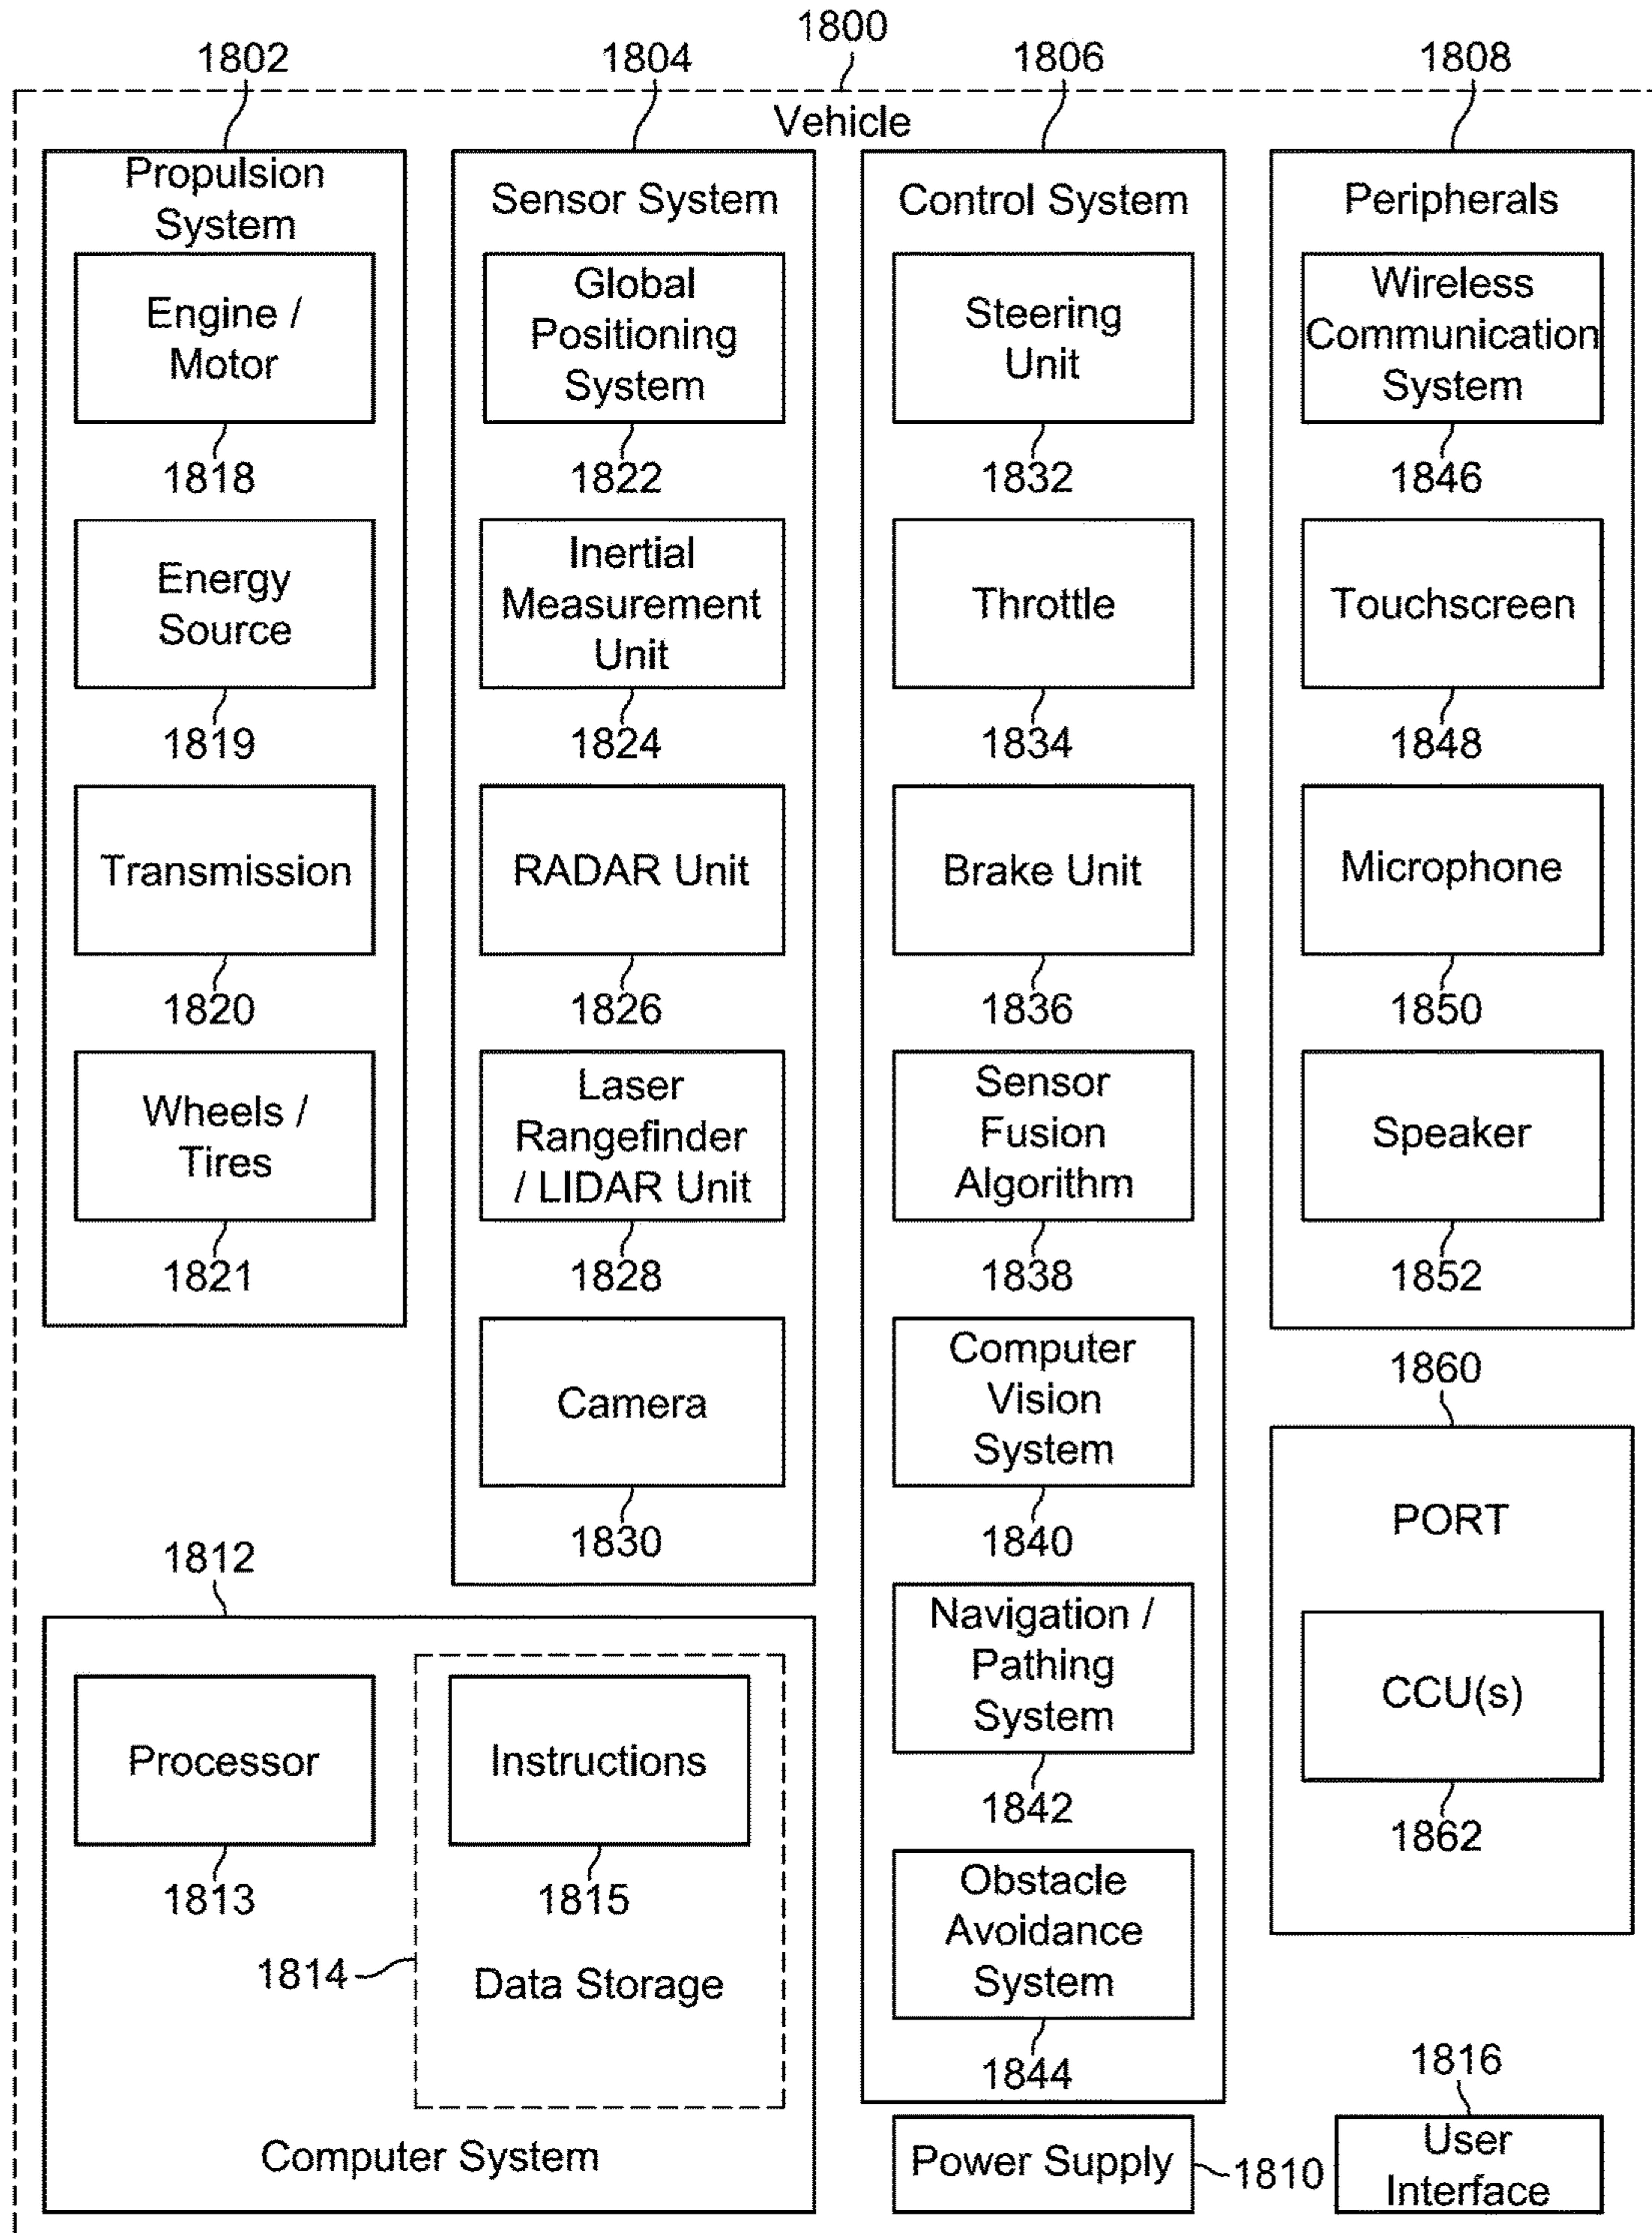 1800
1802
1804
1806
1808
Vehicle
Propulsion
System
Engine /
Motor
1818
Energy
Source
1819
Transmission
1820
Wheels /
Tires
1821
Sensor System
Global
Positioning
System
1822
Inertial
Measurement
Unit
1824
RADAR Unit
1826
Laser
Rangefinder
/ LIDAR Unit
1828
Camera
1830
Control System
Steering
Unit
1832
Throttle
1834
Brake Unit
1836
Sensor
Fusion
Algorithm
1838
Computer
Vision
System
1840
Navigation /
Pathing
System
1842
Obstacle
Avoidance
System
1844
Peripherals
Wireless
Communication
System
1846
Touchscreen
1848
Microphone
1850
Speaker
1852
1860
PORT
CCU(s)
1862
1812
Processor
1813
Instructions
1815
1814
Data Storage
Computer System
Power Supply
1810
1816
User
Interface